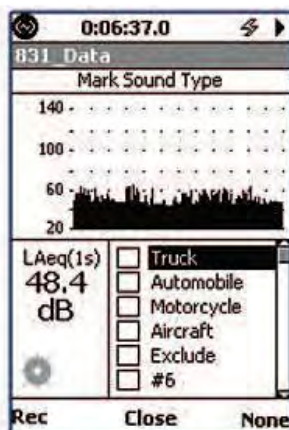 0:06:37.0
831_Data
Mark Sound Type
140
100
60
20
LAeq(1s)
48.4
dB
Truck
Automobile
Motorcycle
Aircraft
Exclude
#6
Rec Close None